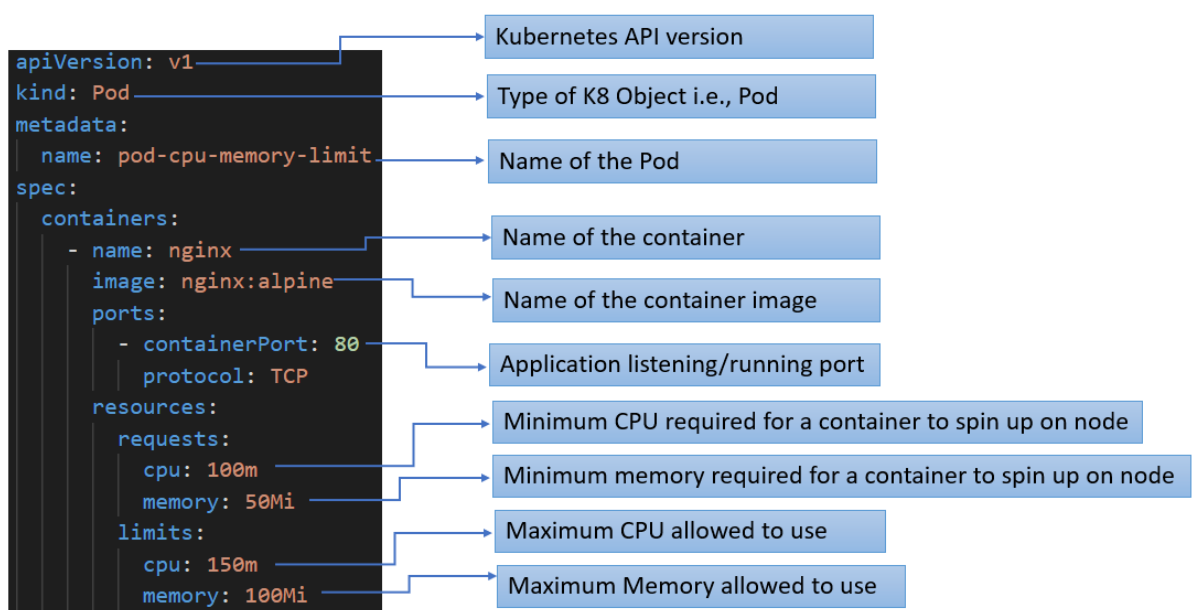 Kubernetes API version
apiVersion: v1
kind: Pod
Type of K8 Object i.e., Pod
metadata:
name: pod-cpu-memory-limit
Name of the Pod
spec:
containers:
- name: nginx
Name of the container
image: nginx:alpine
Name of the container image
ports:
- containerPort: 80
Application listening/running port
protocol: TCP
resources:
Minimum CPU required for a container to spin up on node
requests:
cpu: 100m
Minimum memory required for a container to spin up on node
memory: 50Mi
limits:
Maximum CPU allowed to use
cpu: 150m
Maximum Memory allowed to use
memory: 100Mi